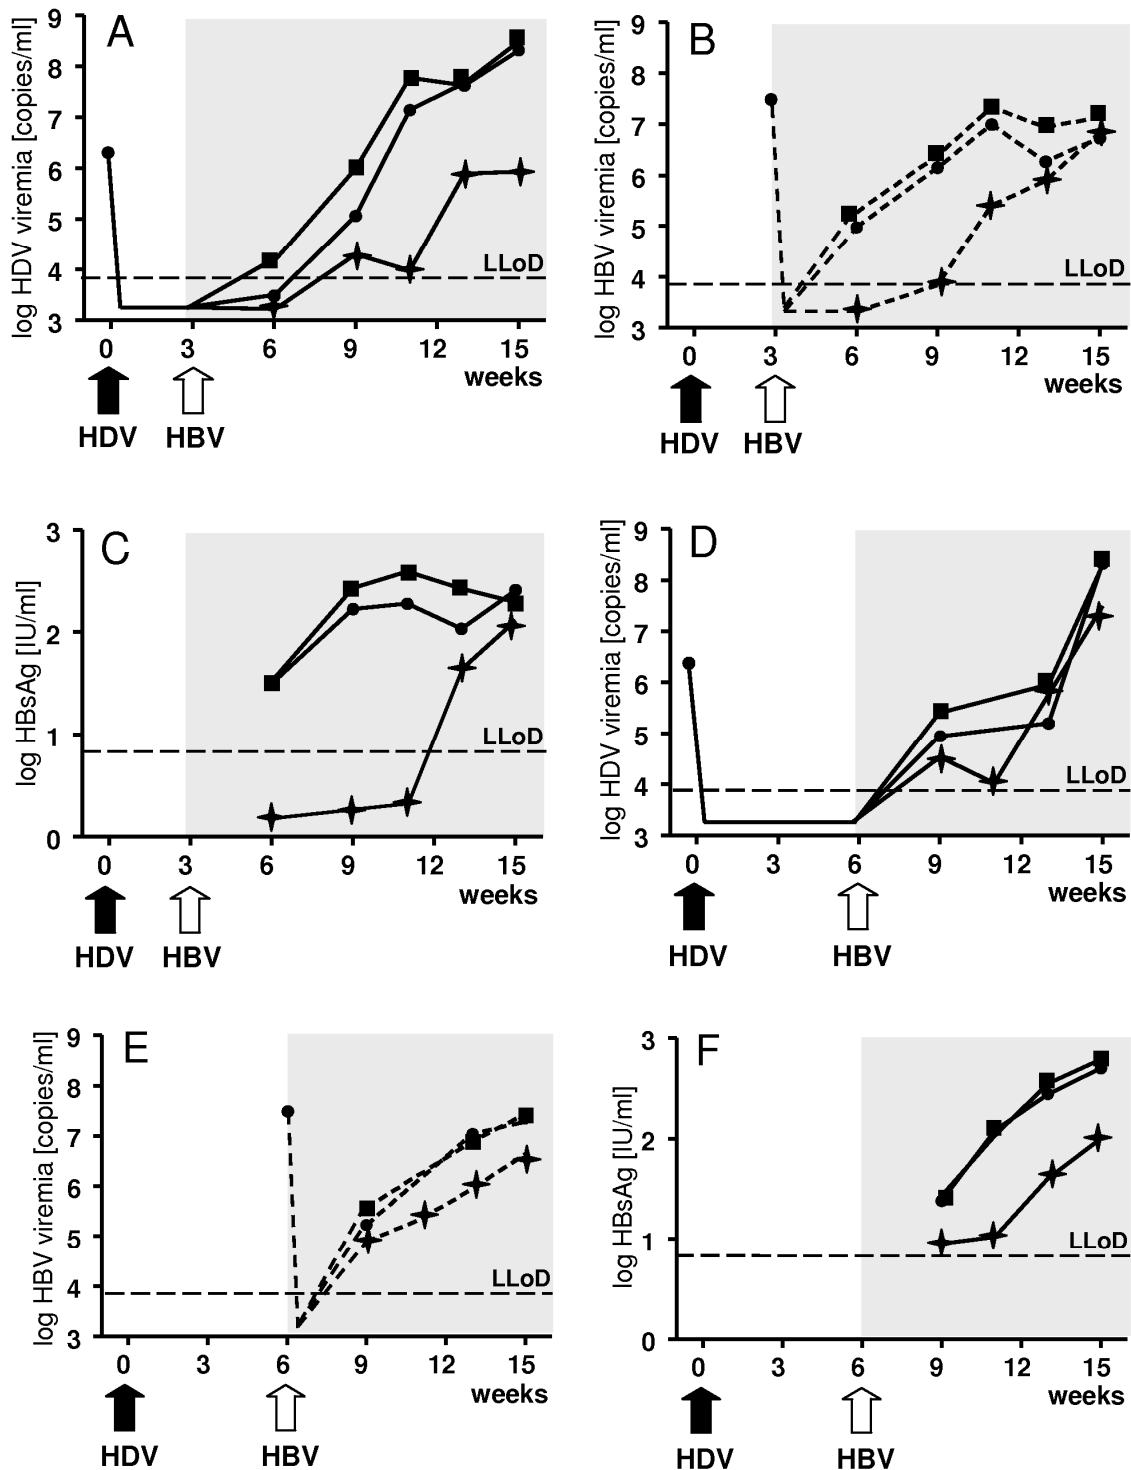 A
log HDV viremia [copies/ml]
9
8
7
6
5
4
3
LLoD
0 3 6 9 12 15
weeks
HDV HBV
B
log HBV viremia [copies/ml]
9
8
7
6
5
4
3
LLoD
0 3 6 9 12 15
weeks
HDV HBV
C
log HBsAg [IU/ml]
3
2
1
0
LLoD
0 3 6 9 12 15
weeks
HDV HBV
D
log HDV viremia [copies/ml]
9
8
7
6
5
4
3
LLoD
0 3 6 9 12 15
weeks
HDV HBV
E
log HBV viremia [copies/ml]
9
8
7
6
5
4
3
LLoD
0 3 6 9 12 15
weeks
HDV HBV
F
log HBsAg [IU/ml]
3
2
1
0
LLoD
0 3 6 9 12 15
weeks
HDV HBV